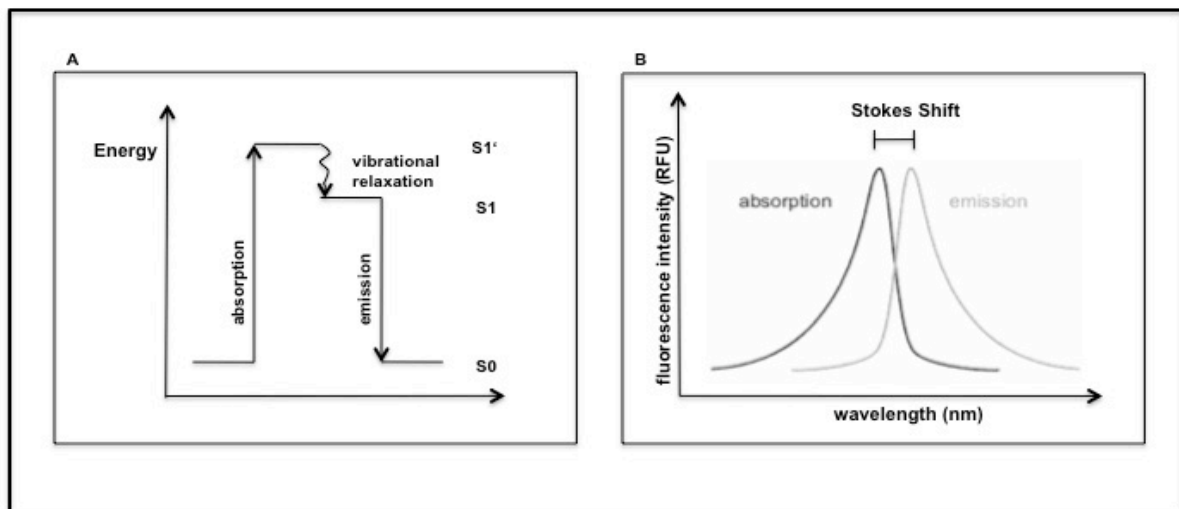 A
Energy
absorption
vibrational
relaxation
emission
S1‘
S1
S0
B
Stokes Shift
absorption
emission
fluorescence intensity (RFU)
wavelength (nm)